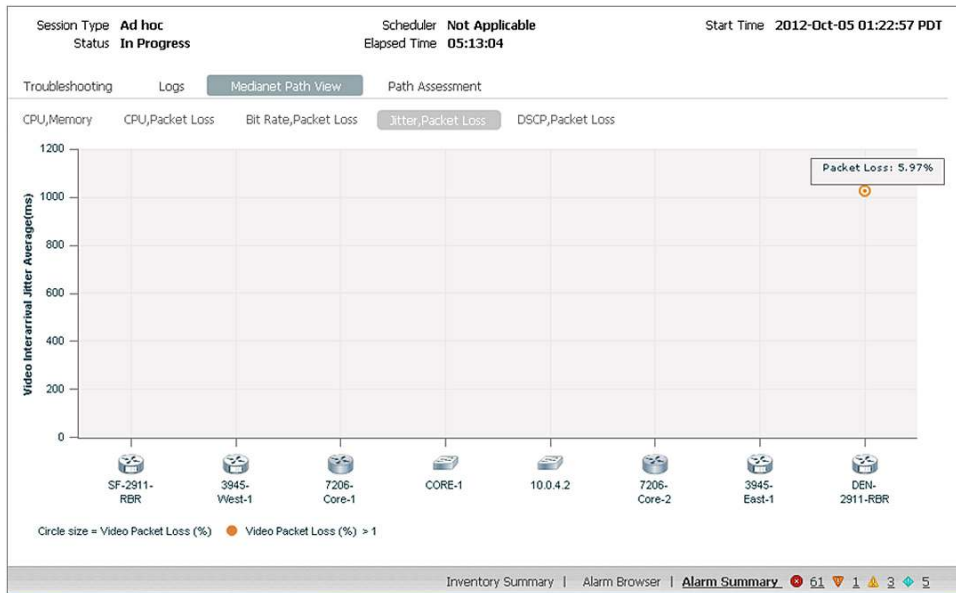 Session Type Ad hoc
Scheduler Not Applicable
Start Time 2012-Oct-05 01:22:57 PDT
Status In Progress
Elapsed Time 05:13:04
Troubleshooting Logs Medianet Path View Path Assessment
CPU,Memory CPU,Packet Loss Bit Rate,Packet Loss Jitter,Packet Loss DSCP,Packet Loss
Video Interarrival Jitter Average(ms)
1200
1000
800
600
400
200
0
Packet Loss: 5.97%
SF-2911-
RBR
3945-
West-1
7206-
Core-1
CORE-1
10.0.4.2
7206-
Core-2
3945-
East-1
DEN-
2911-RBR
Circle size = Video Packet Loss (%) Video Packet Loss (%) > 1
Inventory Summary | Alarm Browser | Alarm Summary 61 1 3 5